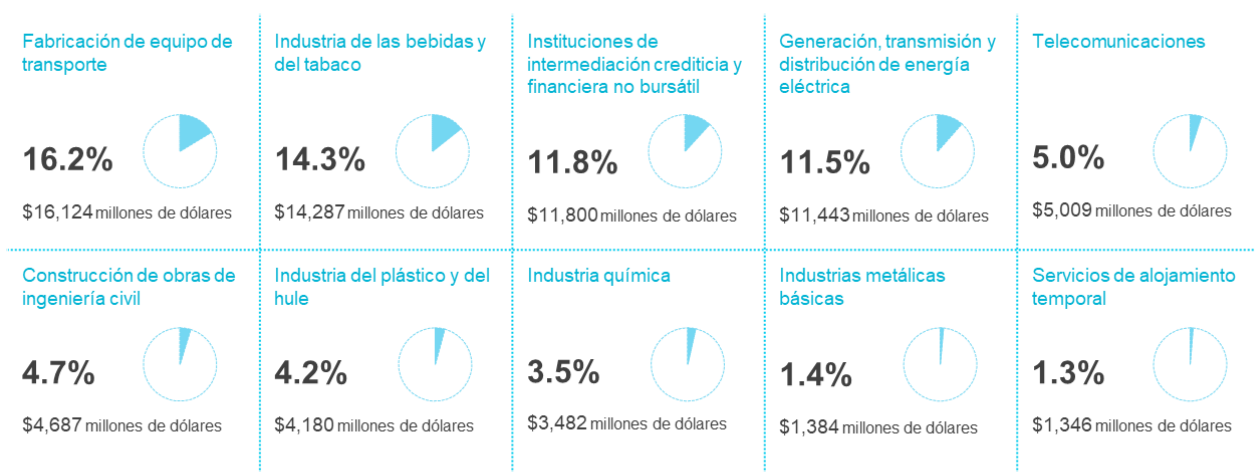 Fabricación de equipo de
transporte
16.2%
$16,124 millones de dólares
Industria de las bebidas y
del tabaco
14.3%
$14,287 millones de dólares
Instituciones de
intermediación crediticia y
financiera no bursátil
11.8%
$11,800 millones de dólares
Generación, transmisión y
distribución de energía
eléctrica
11.5%
$11,443 millones de dólares
Telecomunicaciones
5.0%
$5,009 millones de dólares
Construcción de obras de
ingeniería civil
4.7%
$4,687 millones de dólares
Industria del plástico y del
hule
4.2%
$4,180 millones de dólares
Industria química
3.5%
$3,482 millones de dólares
Industrias metálicas
básicas
1.4%
$1,384 millones de dólares
Servicios de alojamiento
temporal
1.3%
$1,346 millones de dólares